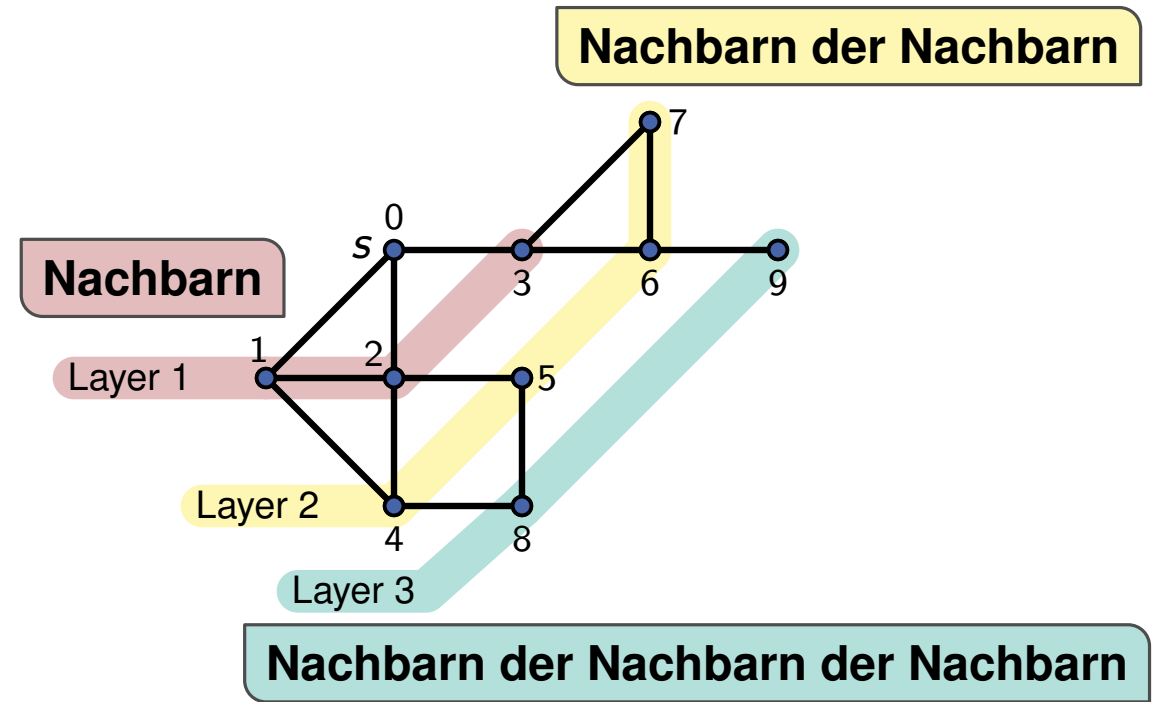 Nachbarn der Nachbarn
7
0
s
Nachbarn
3
6
9
1
2
Layer 1
5
Layer 2
4
8
Layer 3
Nachbarn der Nachbarn der Nachbarn